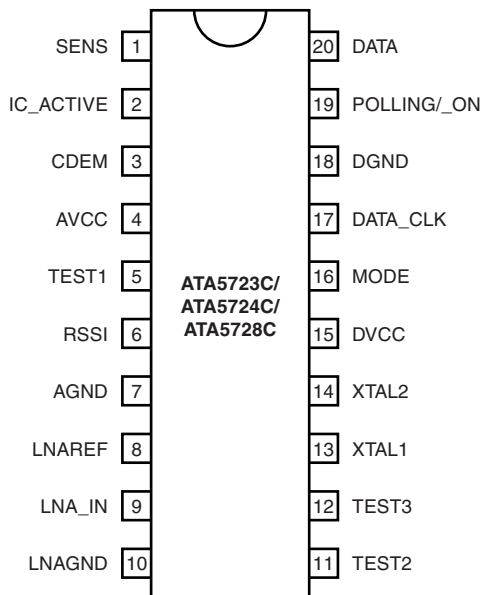 SENS 1 20 DATA
IC_ACTIVE 2 19 POLLING/_ON
CDEM 3 18 DGND
AVCC 4 17 DATA_CLK
TEST1 5 16 MODE
ATA5723C/
ATA5724C/
ATA5728C
RSSI 6 15 DVCC
AGND 7 14 XTAL2
LNAREF 8 13 XTAL1
LNA_IN 9 12 TEST3
LNAGND 10 11 TEST2